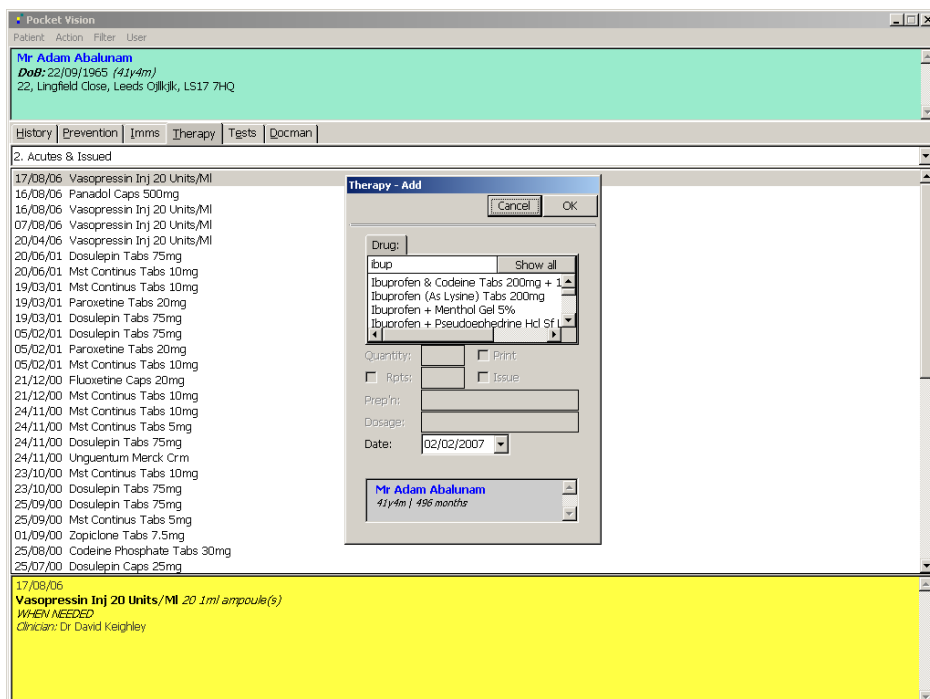 Pocket Vision
Patient Action Filter User
Mr Adam Abalunam
DoB: 22/09/1965 (41y4m)
22, Lingfield Close, Leeds Ojllkjlk, LS17 7HQ
History Prevention Imms Therapy Tests Docman
2. Acutes & Issued
17/08/06 Vasopressin Inj 20 Units/Ml
16/08/06 Panadol Caps 500mg
16/08/06 Vasopressin Inj 20 Units/Ml
07/08/06 Vasopressin Inj 20 Units/Ml
20/04/06 Vasopressin Inj 20 Units/Ml
20/06/01 Dosulepin Tabs 75mg
20/06/01 Mst Continus Tabs 10mg
19/03/01 Mst Continus Tabs 10mg
19/03/01 Paroxetine Tabs 20mg
19/03/01 Dosulepin Tabs 75mg
05/02/01 Dosulepin Tabs 75mg
05/02/01 Paroxetine Tabs 20mg
05/02/01 Mst Continus Tabs 10mg
21/12/00 Fluoxetine Caps 20mg
21/12/00 Mst Continus Tabs 10mg
24/11/00 Mst Continus Tabs 10mg
24/11/00 Mst Continus Tabs 5mg
24/11/00 Dosulepin Tabs 75mg
24/11/00 Unguentum Merck Crm
23/10/00 Mst Continus Tabs 10mg
23/10/00 Dosulepin Tabs 75mg
25/09/00 Dosulepin Tabs 75mg
25/09/00 Mst Continus Tabs 5mg
01/09/00 Zopiclone Tabs 7.5mg
25/08/00 Codeine Phosphate Tabs 30mg
25/07/00 Dosulepin Caps 25mg
Therapy - Add
Cancel OK
Drug:
ibup Show all
Ibuprofen & Codeine Tabs 200mg + 1
Ibuprofen (As Lysine) Tabs 200mg
Ibuprofen + Menthol Gel 5%
Ibuprofen + Pseudoephedrine Hcl Sf L
Quantity: Print
Rpts: Issue
Prep'n:
Dosage:
Date: 02/02/2007
Mr Adam Abalunam
41y4m | 496 months
17/08/06
Vasopressin Inj 20 Units/Ml 20 1ml ampoule(s)
WHEN NEEDED
Clinician: Dr David Keighley